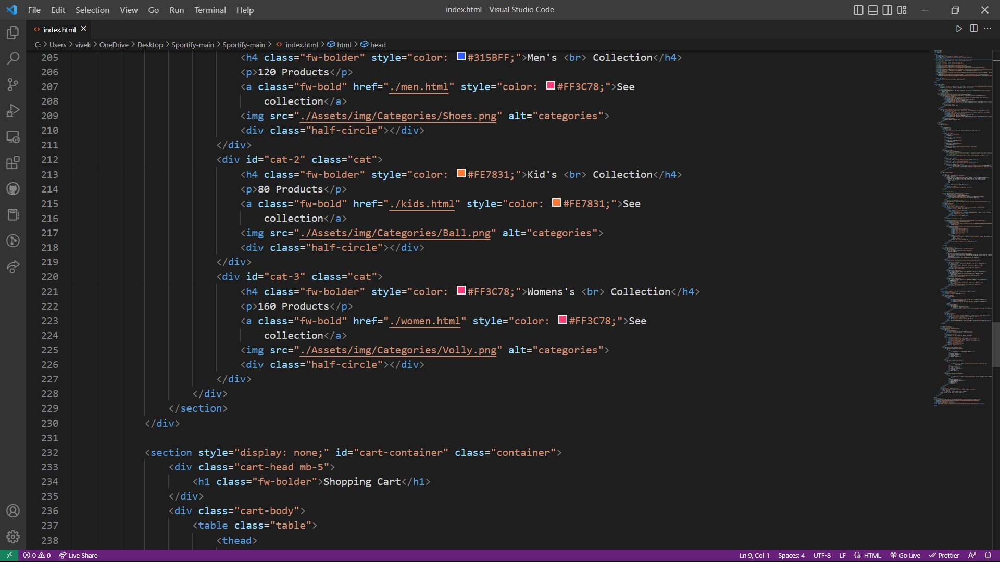 File Edit Selection View Go Run Terminal Help
index.html - Visual Studio Code
index.html
C: > Users > vivek > OneDrive > Desktop > Sportify-main > Sportify-main > index.html > html > head
205 <h4 class="fw-bolder" style="color: #315BFF;">Men's <br> Collection</h4>
206 <p>120 Products</p>
207 <a class="fw-bold" href="./men.html" style="color: #FF3C78;">See
208 collection</a>
209 <img src="./Assets/img/Categories/Shoes.png" alt="categories">
210 <div class="half-circle"></div>
211 </div>
212 <div id="cat-2" class="cat">
213 <h4 class="fw-bolder" style="color: #FE7831;">Kid's <br> Collection</h4>
214 <p>80 Products</p>
215 <a class="fw-bold" href="./kids.html" style="color: #FE7831;">See
216 collection</a>
217 <img src="./Assets/img/Categories/Ball.png" alt="categories">
218 <div class="half-circle"></div>
219 </div>
220 <div id="cat-3" class="cat">
221 <h4 class="fw-bolder" style="color: #FF3C78;">Womens's <br> Collection</h4>
222 <p>160 Products</p>
223 <a class="fw-bold" href="./women.html" style="color: #FF3C78;">See
224 collection</a>
225 <img src="./Assets/img/Categories/Volly.png" alt="categories">
226 <div class="half-circle"></div>
227 </div>
228 </div>
229 </section>
230 </div>
231
232 <section style="display: none;" id="cart-container" class="container">
233 <div class="cart-head mb-5">
234 <h1 class="fw-bolder">Shopping Cart</h1>
235 </div>
236 <div class="cart-body">
237 <table class="table">
238 <thead>
0 0 Live Share Ln 9, Col 1 Spaces: 4 UTF-8 LF HTML Go Live Prettier